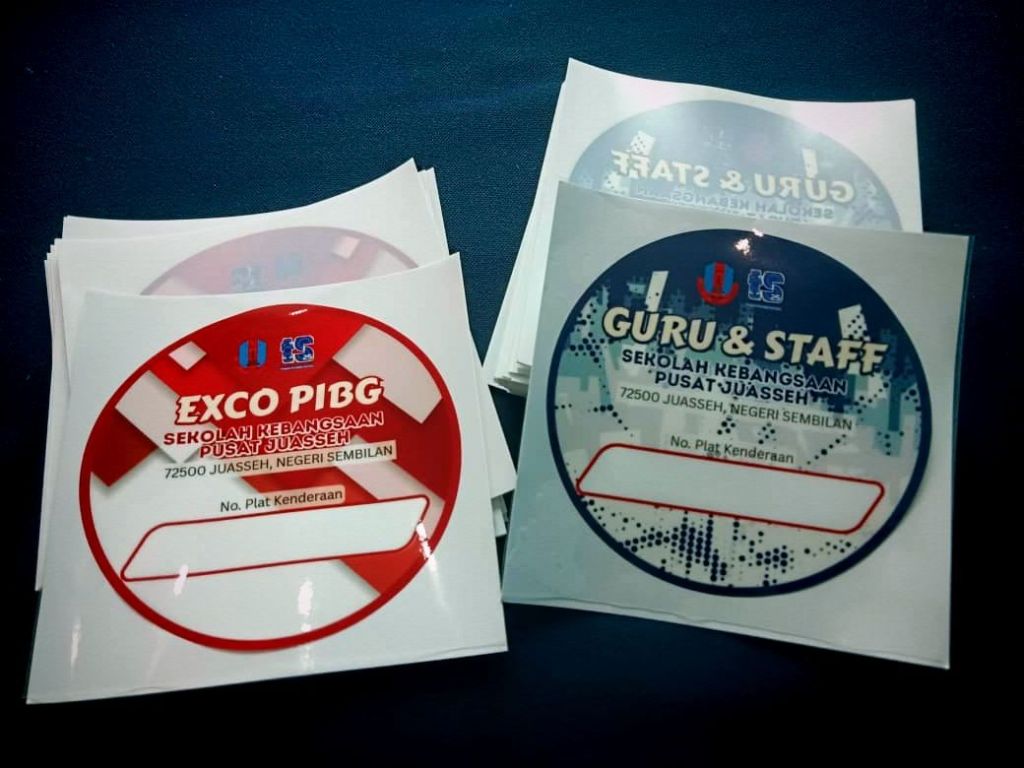 EXCO PIBG
SEKOLAH KEBANGSAAN
PUSAT JUASSEH
72500 JUASSEH, NEGERI SEMBILAN
No. Plat Kenderaan
GURU & STAFF
SEKOLAH KEBANGS
GURU & STAFF
SEKOLAH KEBANGSAAN
PUSAT JUASSEH
72500 JUASSEH, NEGERI SEMBILAN
No. Plat Kenderaan